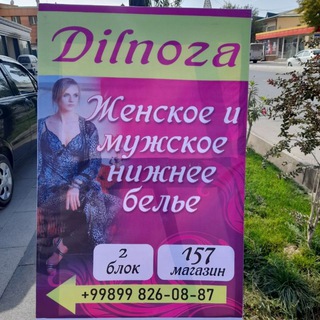 Dilnoza
Женское и
мужское
нижнее
белье
2
блок
157
магазин
+99899 826-08-87